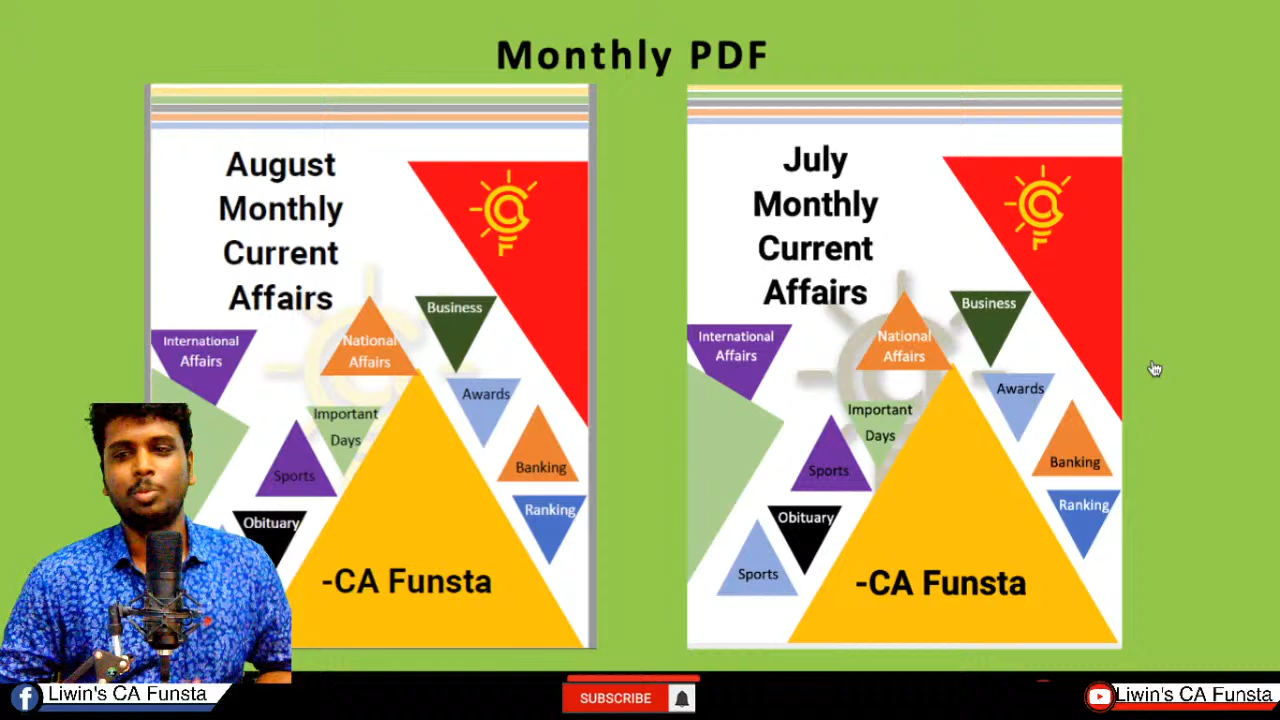 Monthly PDF
August
Monthly
Current
Affairs
International
Affairs
National
Affairs
Business
Important
Days
Awards
Sports
Banking
Obituary
Ranking
-CA Funsta
July
Monthly
Current
Affairs
International
Affairs
National
Affairs
Business
Important
Days
Awards
Sports
Banking
Obituary
Ranking
Sports
-CA Funsta
Liwin's CA Funsta
SUBSCRIBE
Liwin's CA Funsta